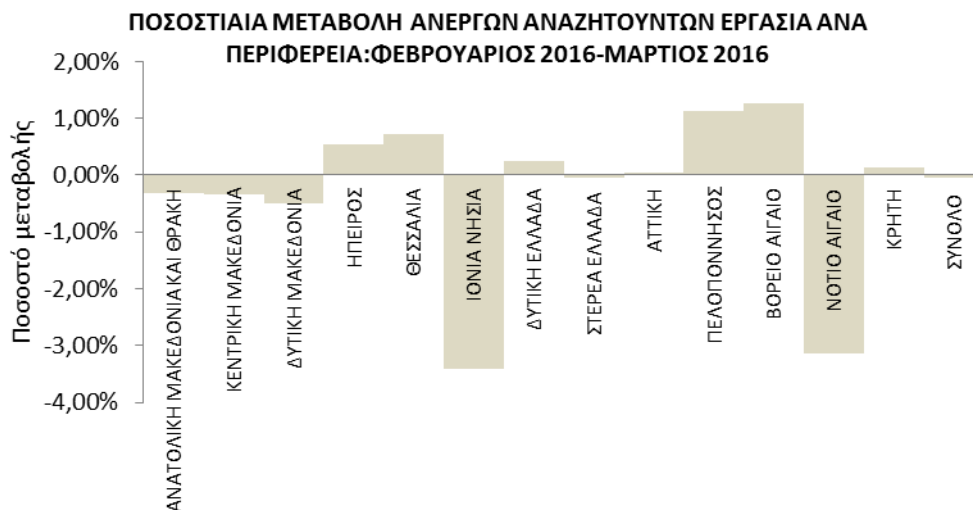 ΠΟΣΟΣΤΙΑΙΑ ΜΕΤΑΒΟΛΗ ΑΝΕΡΓΩΝ ΑΝΑΖΗΤΟΥΝΤΩΝ ΕΡΓΑΣΙΑ ΑΝΑ
ΠΕΡΙΦΕΡΕΙΑ:ΦΕΒΡΟΥΑΡΙΟΣ 2016-ΜΑΡΤΙΟΣ 2016
Ποσοστό μεταβολής
2,00%
1,00%
0,00%
-1,00%
-2,00%
-3,00%
-4,00%
ΑΝΑΤΟΛΙΚΗ ΜΑΚΕΔΟΝΙΑ ΚΑΙ ΘΡΑΚΗ
ΚΕΝΤΡΙΚΗ ΜΑΚΕΔΟΝΙΑ
ΔΥΤΙΚΗ ΜΑΚΕΔΟΝΙΑ
ΗΠΕΙΡΟΣ
ΘΕΣΣΑΛΙΑ
ΙΟΝΙΑ ΝΗΣΙΑ
ΔΥΤΙΚΗ ΕΛΛΑΔΑ
ΣΤΕΡΕΑ ΕΛΛΑΔΑ
ΑΤΤΙΚΗ
ΠΕΛΟΠΟΝΝΗΣΟΣ
ΒΟΡΕΙΟ ΑΙΓΑΙΟ
ΝΟΤΙΟ ΑΙΓΑΙΟ
ΚΡΗΤΗ
ΣΥΝΟΛΟ